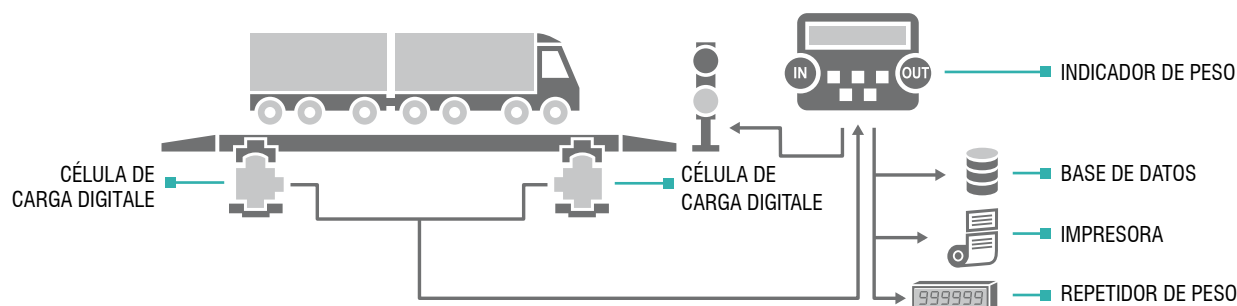 IN
OUT
INDICADOR DE PESO
CÉLULA DE
CARGA DIGITALE
CÉLULA DE
CARGA DIGITALE
BASE DE DATOS
IMPRESORA
999999
REPETIDOR DE PESO